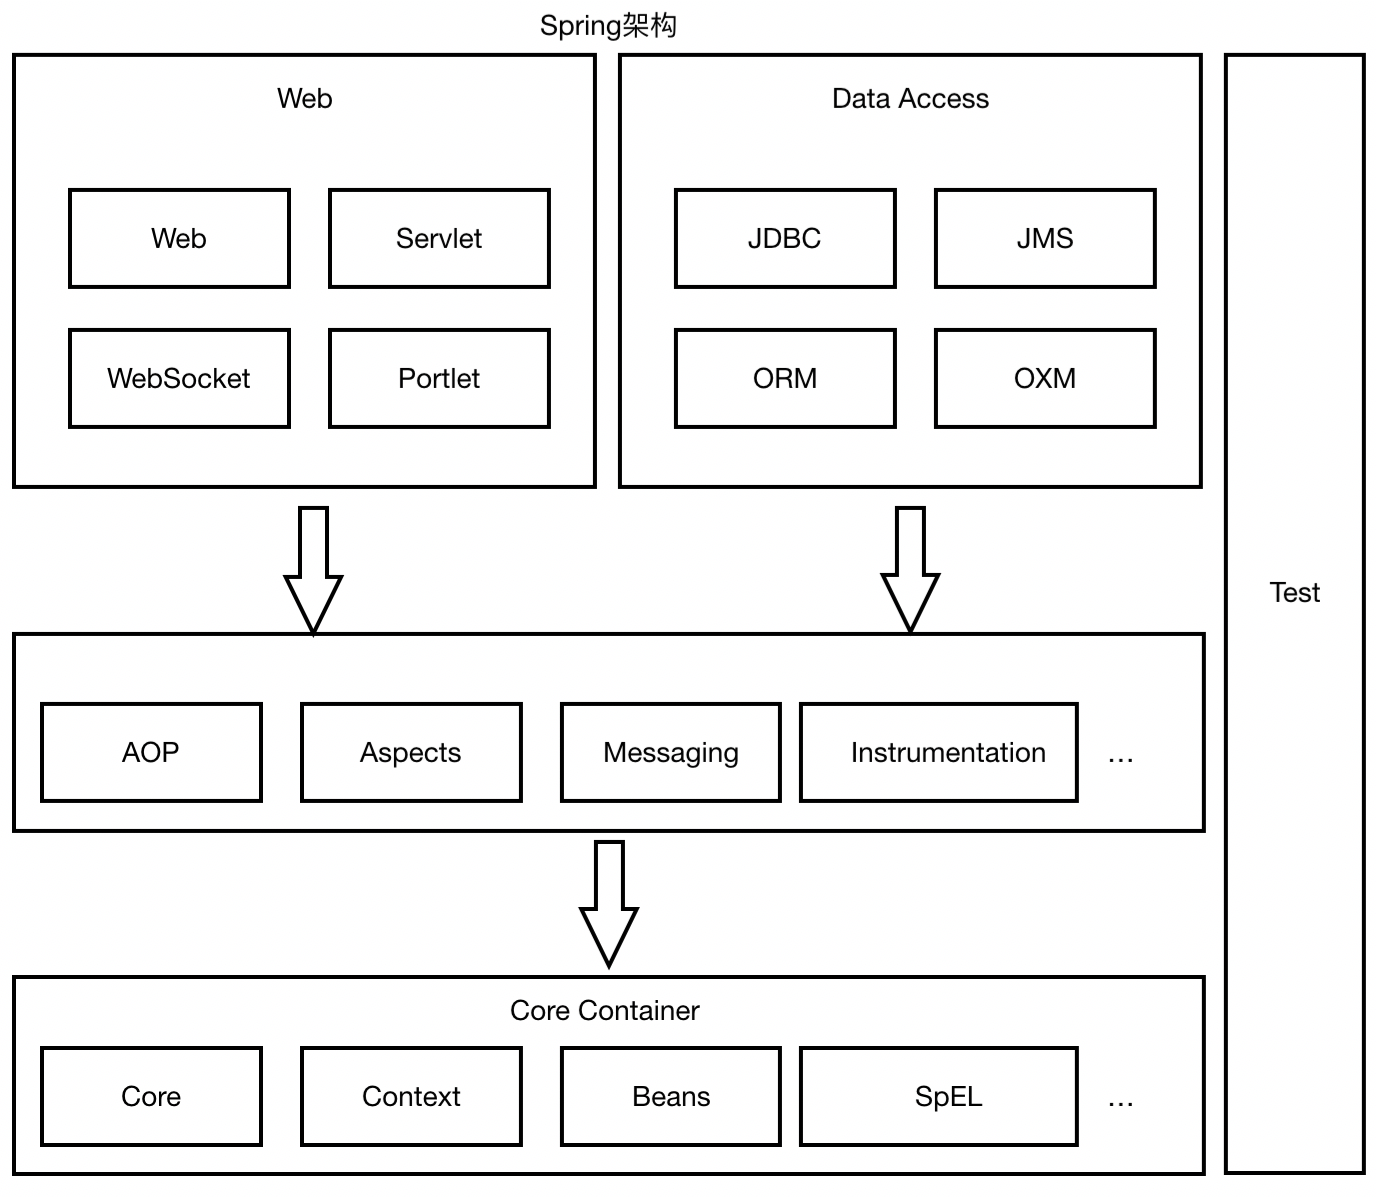 Spring架构
Web
Data Access
Web
Servlet
JDBC
JMS
WebSocket
Portlet
ORM
OXM
Test
AOP
Aspects
Messaging
Instrumentation
...
Core Container
Core
Context
Beans
SpEL
...